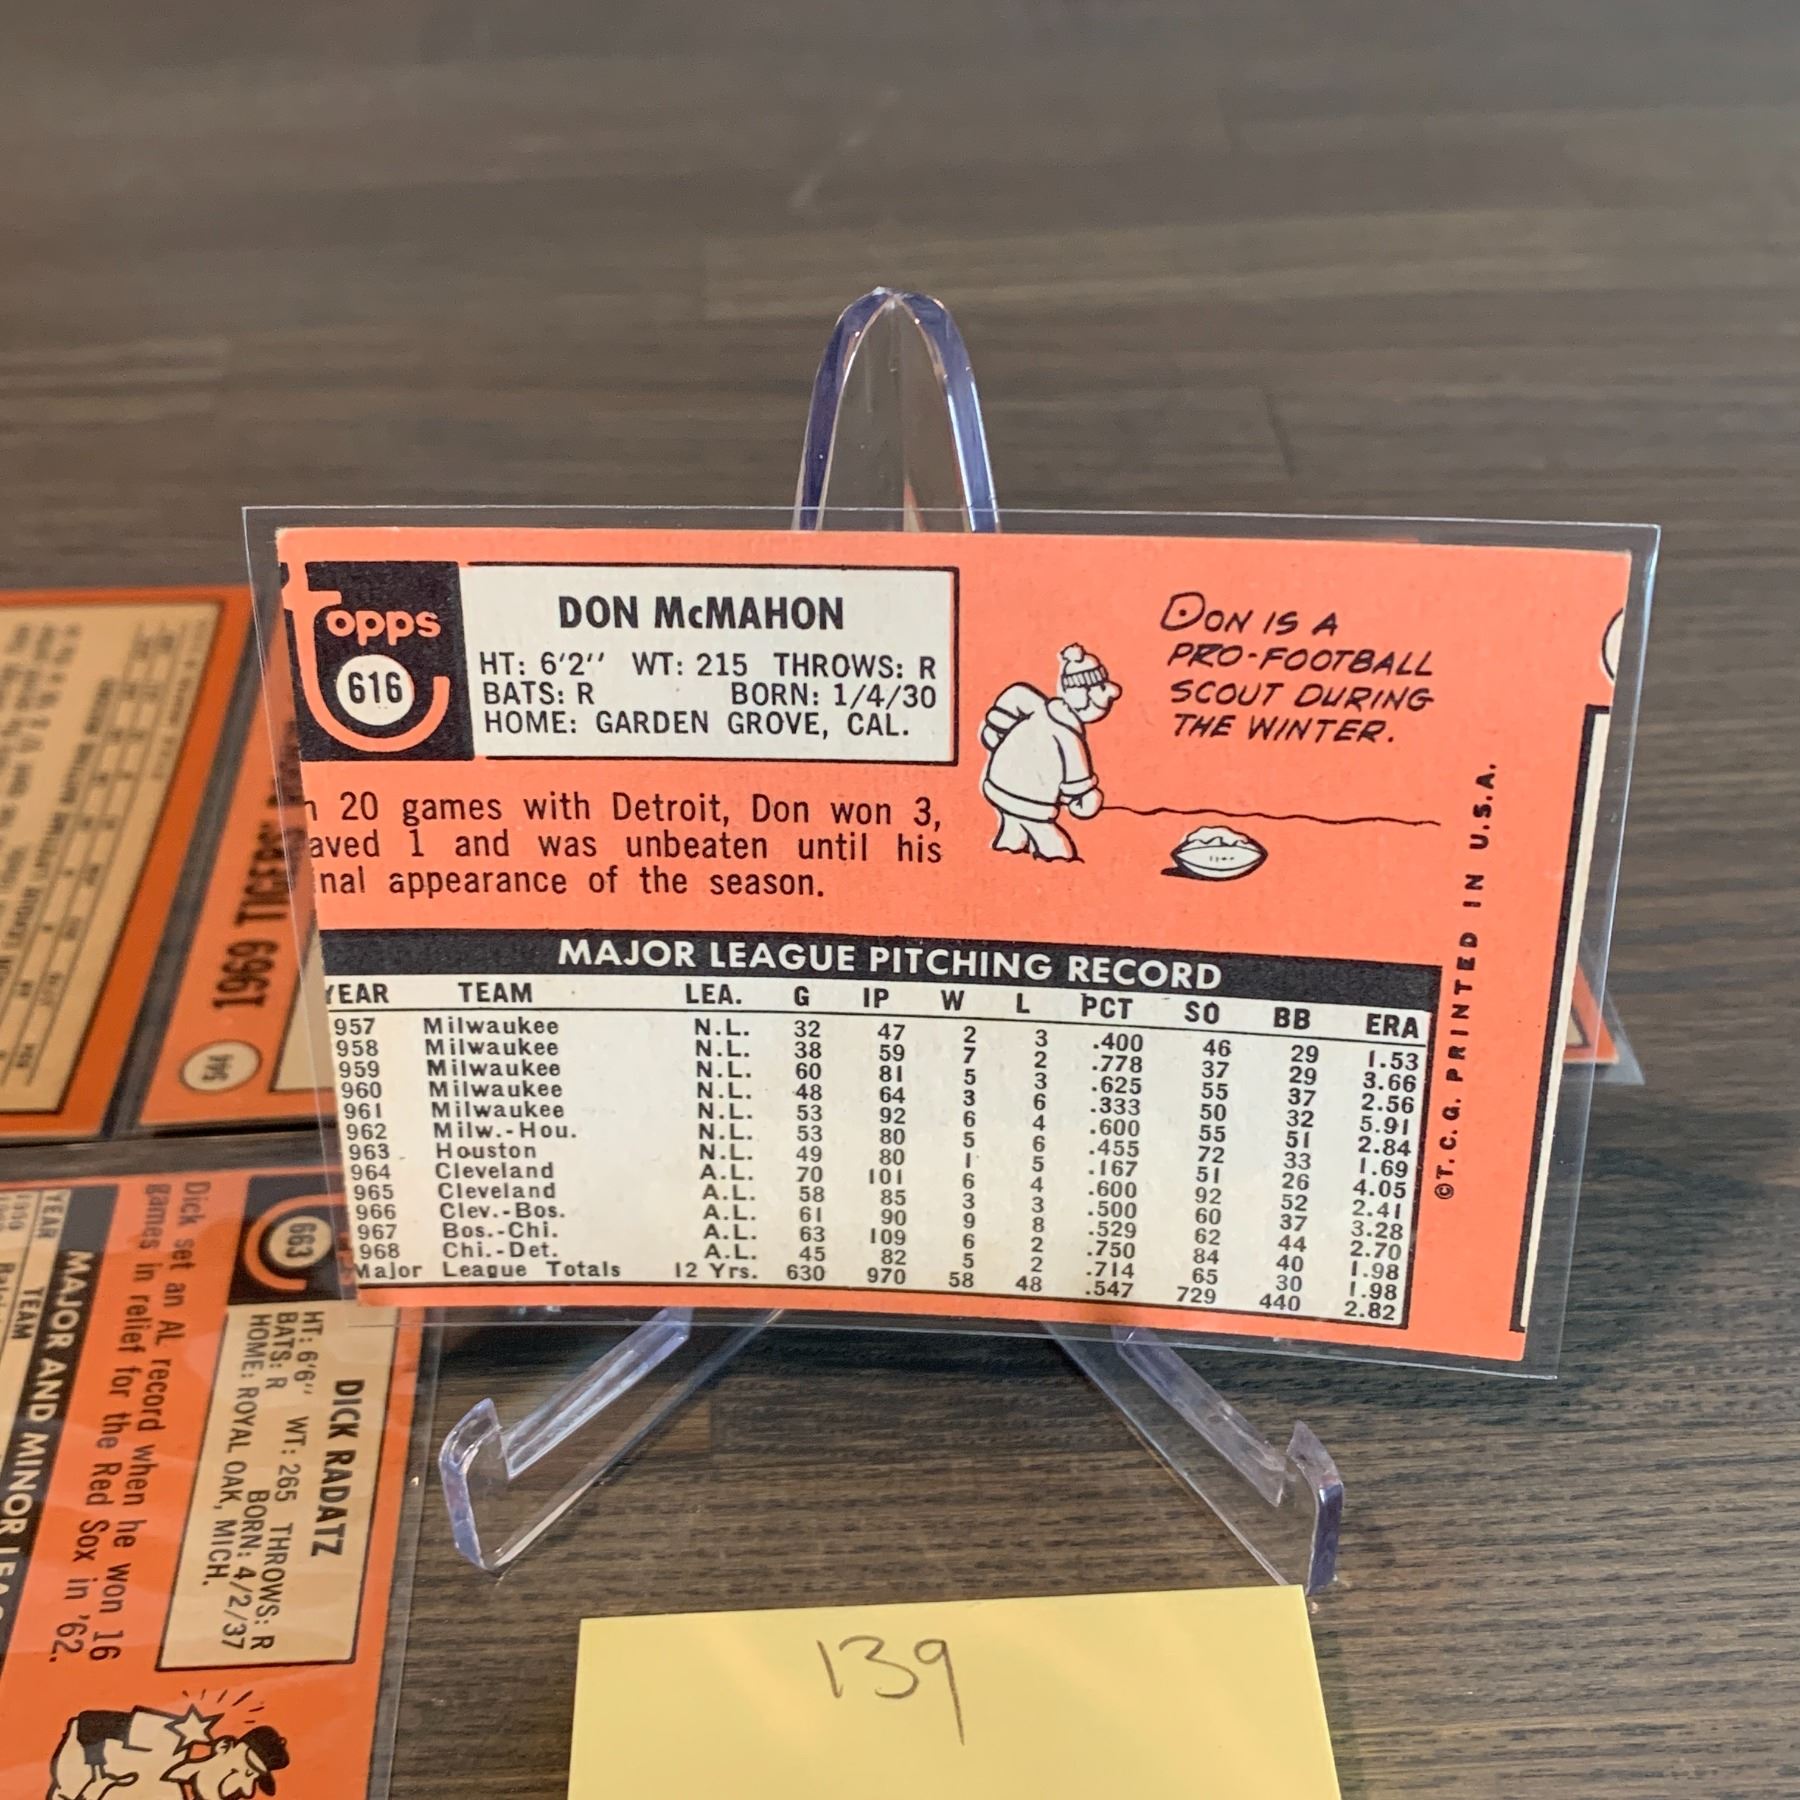 Topps
616
DON McMAHON
HT: 6'2'' WT: 215 THROWS: R
BATS: R BORN: 1/4/30
HOME: GARDEN GROVE, CAL.
DON IS A
PRO-FOOTBALL
SCOUT DURING
THE WINTER.
n 20 games with Detroit, Don won 3,
aved 1 and was unbeaten until his
nal appearance of the season.
MAJOR LEAGUE PITCHING RECORD
YEAR TEAM LEA. G IP W L PCT SO BB ERA
957 Milwaukee N.L. 32 47 2 3 .400 46 29 1.53
958 Milwaukee N.L. 38 59 7 2 .778 37 29 3.66
959 Milwaukee N.L. 60 81 5 3 .625 55 37 2.56
960 Milwaukee N.L. 48 64 3 6 .333 50 32 5.91
961 Milwaukee N.L. 53 92 6 4 .600 55 51 2.84
962 Milw.-Hou. N.L. 53 80 5 6 .455 72 33 1.69
963 Houston N.L. 49 80 1 5 .167 51 26 4.05
964 Cleveland A.L. 70 101 6 4 .600 92 52 2.41
965 Cleveland A.L. 58 85 3 3 .500 60 37 3.28
966 Clev.-Bos. A.L. 61 90 9 8 .529 62 44 2.70
967 Bos.-Chi. A.L. 63 109 6 2 .750 84 40 1.98
968 Chi.-Det. A.L. 45 82 5 2 .714 65 30 1.98
Major League Totals 12 Yrs. 630 970 58 48 .547 729 440 2.82
©T.C.G. PRINTED IN U.S.A.
1969 TIGERS
663
DICK RADATZ
HT: 6'6'' WT: 265 THROWS: R
BATS: R BORN: 4/2/37
HOME: ROYAL OAK, MICH.
Dick set an AL record when he won 16
games in relief for the Red Sox in '62.
MAJOR AND MINOR LEAG
YEAR TEAM
139